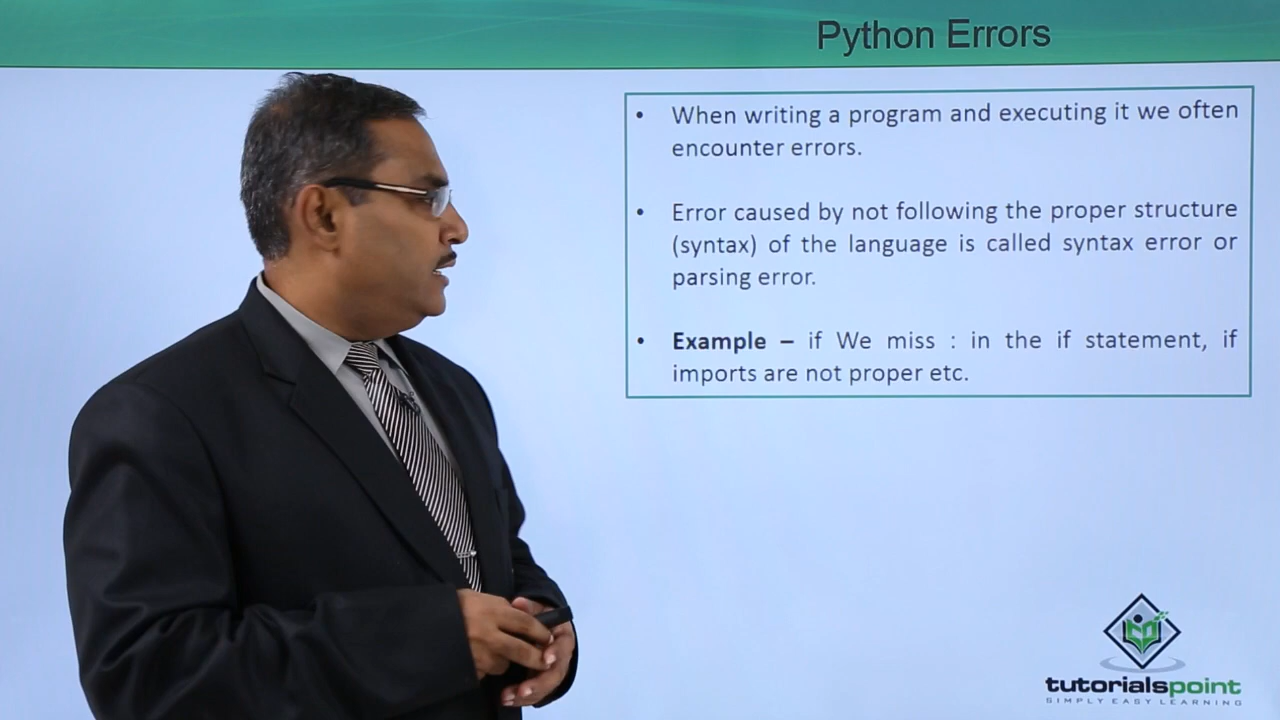 Python Errors
• When writing a program and executing it we often
encounter errors.
• Error caused by not following the proper structure
(syntax) of the language is called syntax error or
parsing error.
• Example – if We miss : in the if statement, if
imports are not proper etc.
tutorialspoint
SIMPLY EASY LEARNING